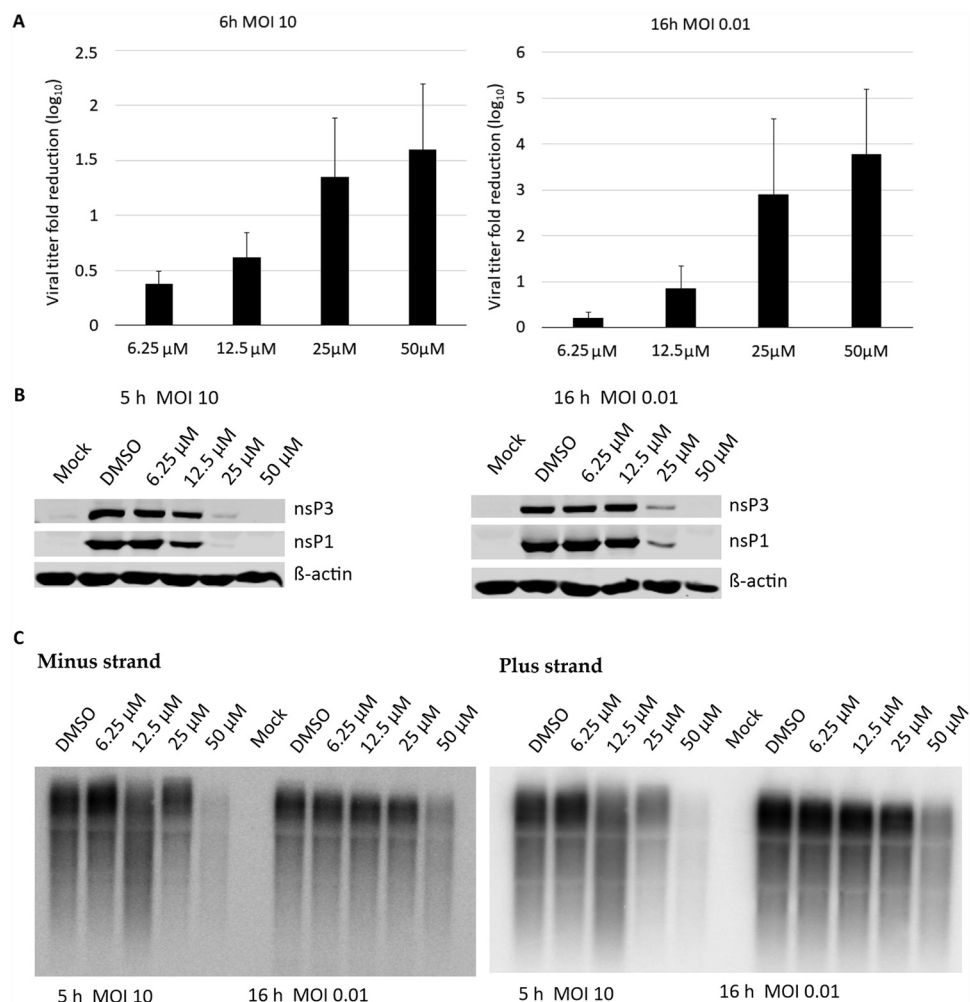 A
6h MOI 10
Viral titer fold reduction (log10)
2.5
2
1.5
1
0.5
0
6.25 µM 12.5 µM 25µM 50µM
16h MOI 0.01
Viral titer fold reduction (log10)
6
5
4
3
2
1
0
6.25 µM 12.5 µM 25µM 50µM
B
5 h MOI 10
Mock DMSO 6.25 µM 12.5 µM 25 µM 50 µM
nsP3
nsP1
ß-actin
16 h MOI 0.01
Mock DMSO 6.25 µM 12.5 µM 25 µM 50 µM
nsP3
nsP1
ß-actin
C
Minus strand
DMSO 6.25 µM 12.5 µM 25 µM 50 µM Mock DMSO 6.25 µM 12.5 µM 25 µM 50 µM
5 h MOI 10 16 h MOI 0.01
Plus strand
DMSO 6.25 µM 12.5 µM 25 µM 50 µM Mock DMSO 6.25 µM 12.5 µM 25 µM 50 µM
5 h MOI 10 16 h MOI 0.01